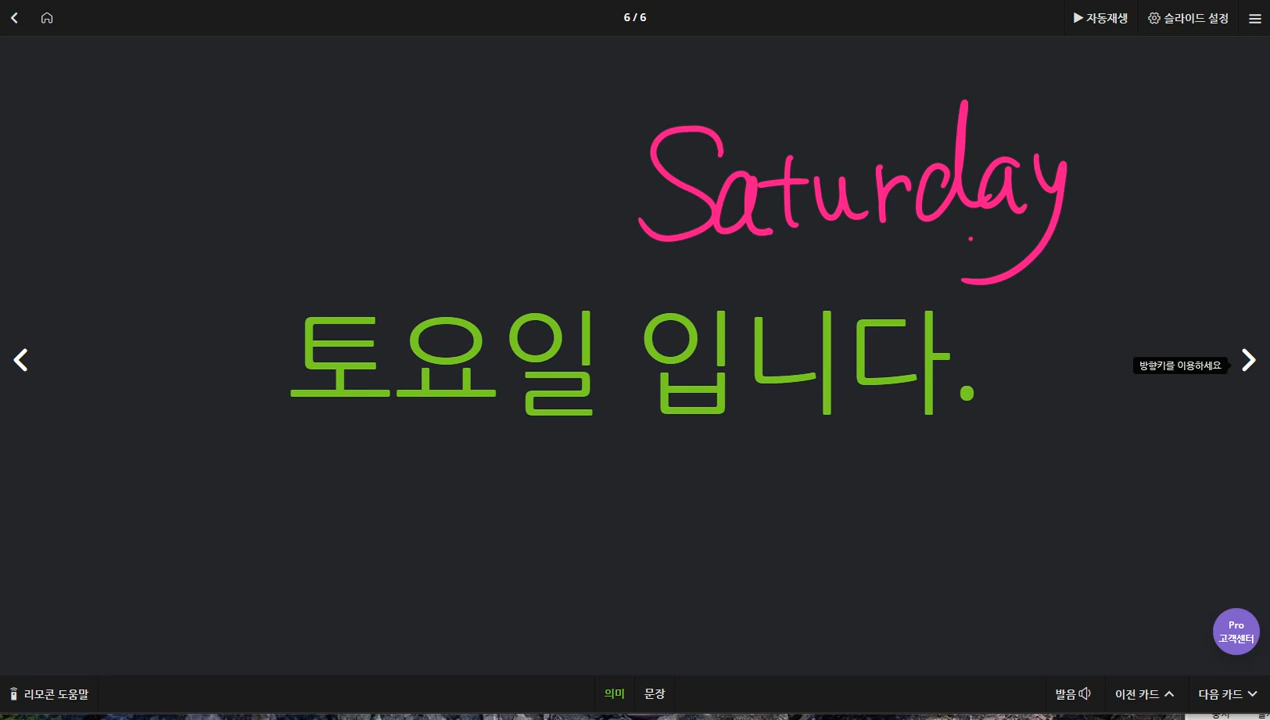 6 / 6
자동재생
슬라이드 설정
Saturday
토요일 입니다.
방향키를 이용하세요
Pro
고객센터
리모콘 도움말
의미
문장
발음
이전 카드
다음 카드